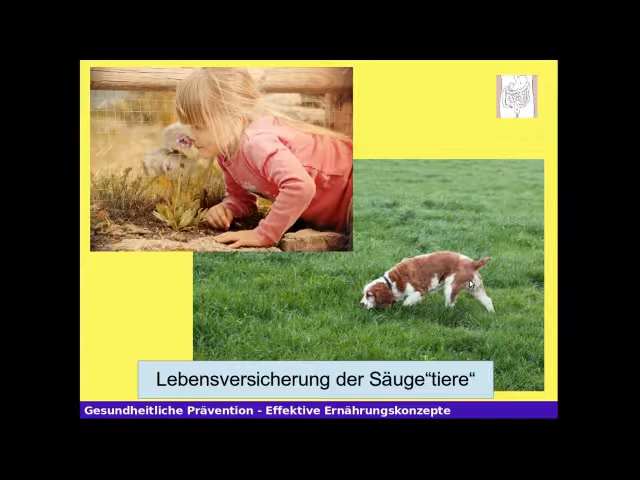 Lebensversicherung der Säuge“tiere“
Gesundheitliche Prävention - Effektive Ernährungskonzepte